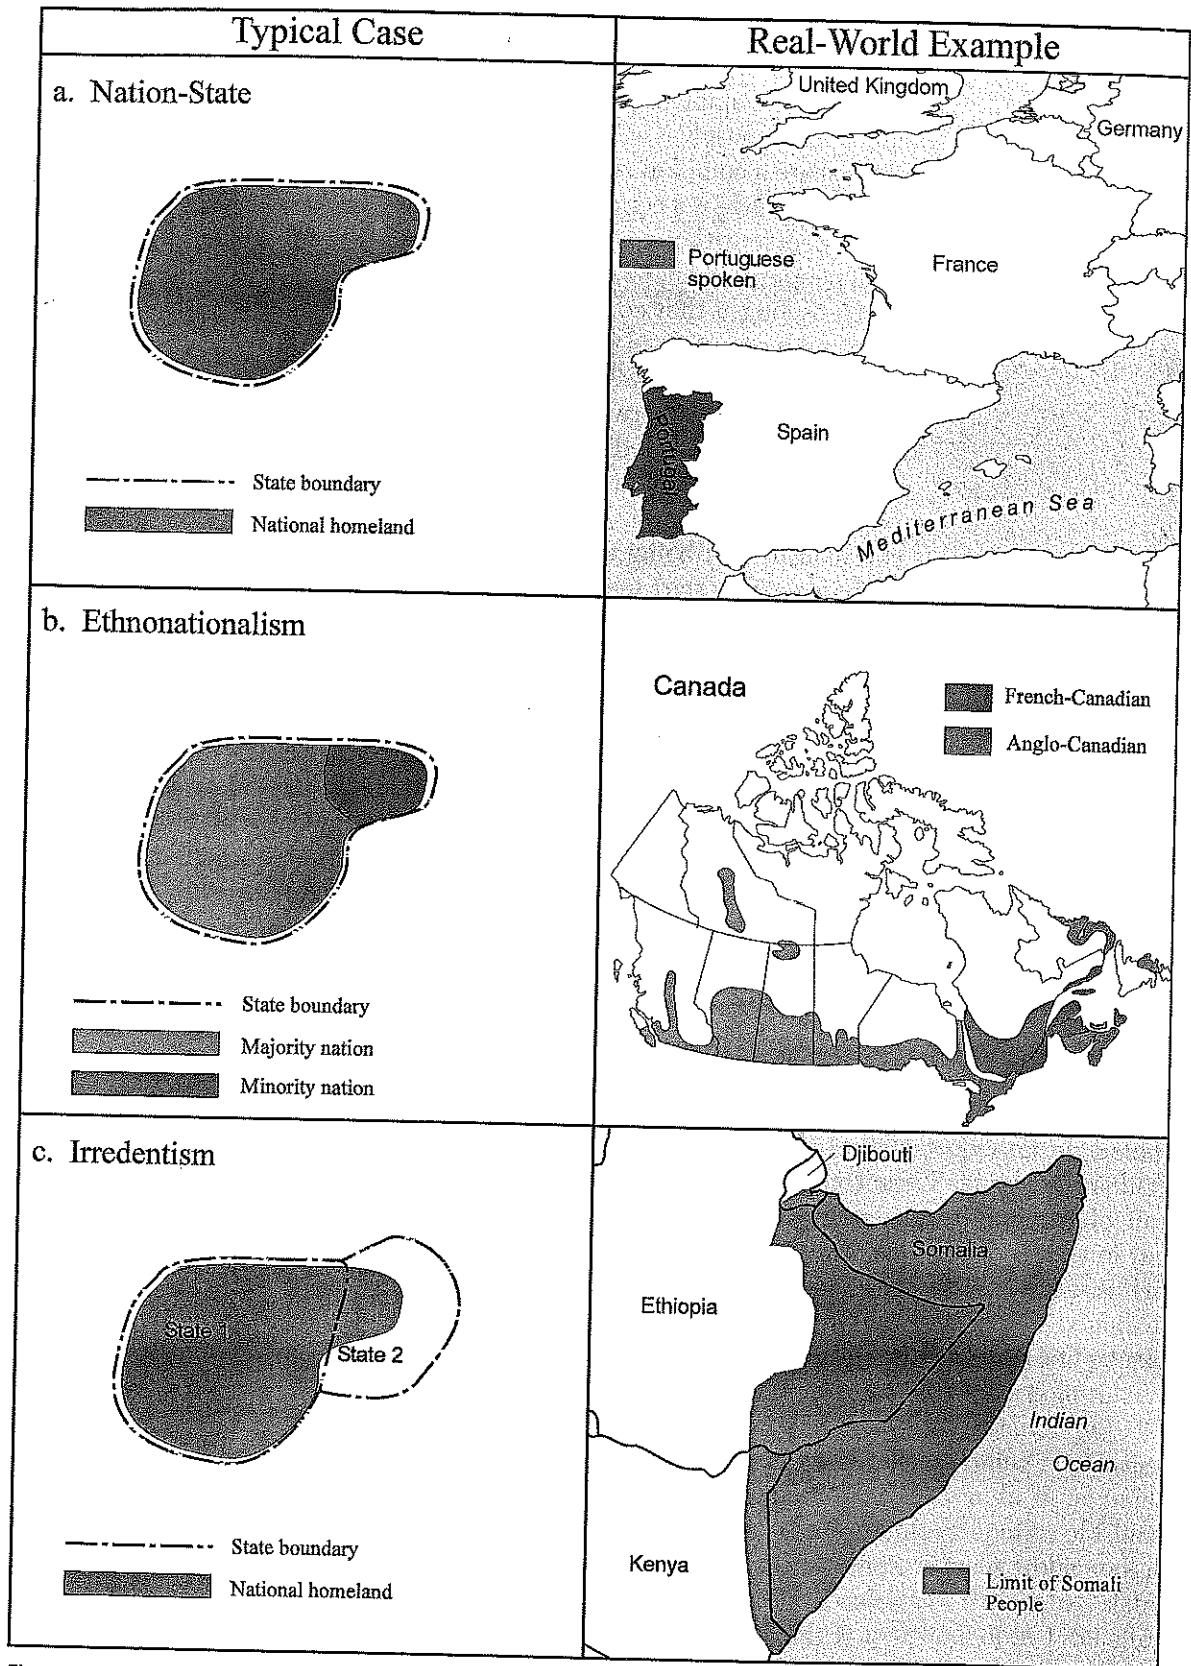 Typical Case
Real-World Example
a. Nation-State
State boundary
National homeland
United Kingdom
Germany
Portuguese
spoken
France
Portugal
Spain
Mediterranean Sea
b. Ethnonationalism
State boundary
Majority nation
Minority nation
Canada
French-Canadian
Anglo-Canadian
c. Irredentism
State 1
State 2
State boundary
National homeland
Djibouti
Somalia
Ethiopia
Indian
Ocean
Kenya
Limit of Somali
People